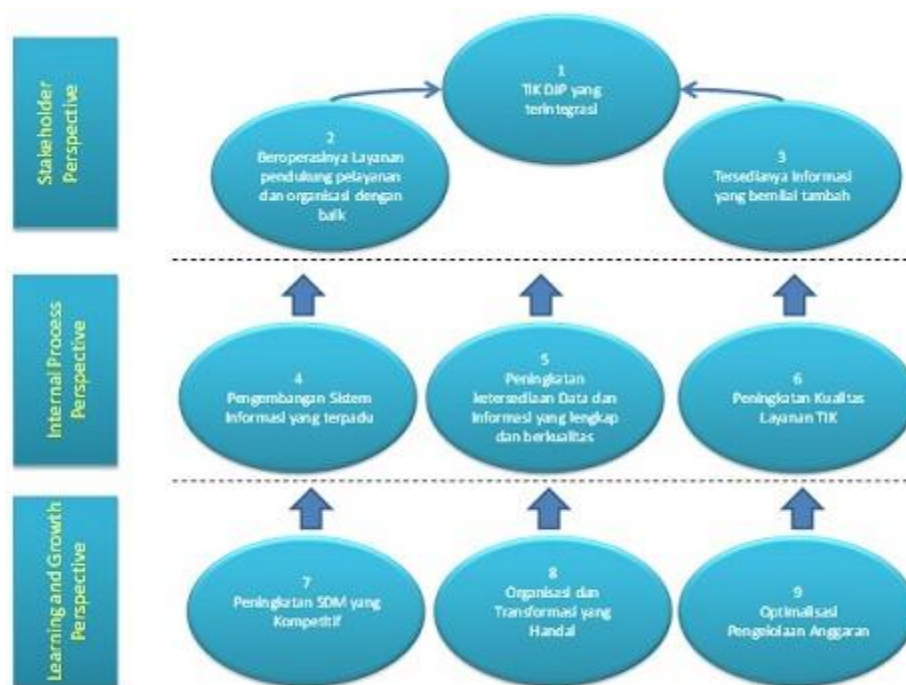 Stakeholder
Perspective
1
TIK DJP yang
terintegrasi
2
Beroperasinya Layanan
pendukung pelayanan
dan organisasi dengan
baik
3
Tersedianya Informasi
yang bernilai tambah
Internal Process
Perspective
4
Pengembangan Sistem
Informasi yang terpadu
5
Peningkatan
ketersediaan Data dan
Informasi yang lengkap
dan berkualitas
6
Peningkatan Kualitas
Layanan TIK
Learning and Growth
Perspective
7
Peningkatan SDM yang
Kompetitif
8
Organisasi dan
Transformasi yang
Handal
9
Optimalisasi
Pengelolaan Anggaran